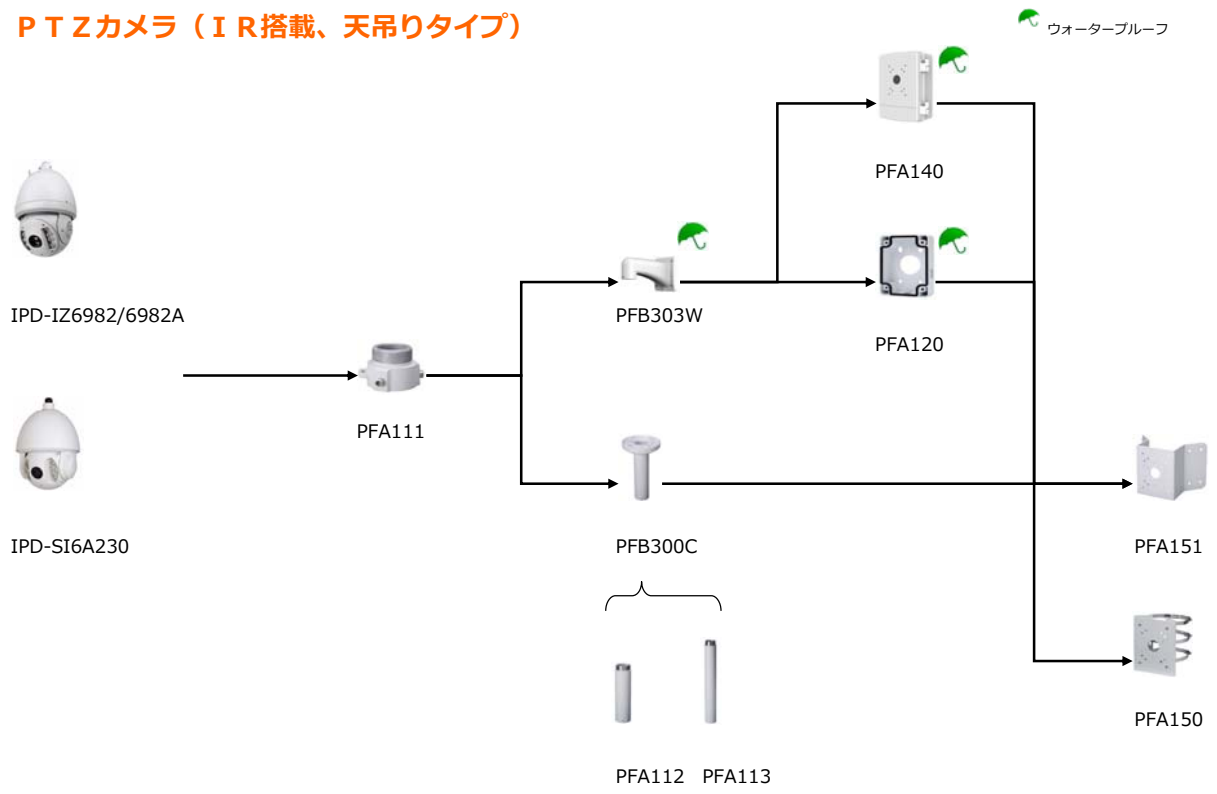 ＰＴＺカメラ（ＩＲ搭載、天吊りタイプ）
ウォータープルーフ
PFA140
IPD-IZ6982/6982A
PFB303W
PFA120
PFA111
IPD-SI6A230
PFB300C
PFA151
PFA150
PFA112 PFA113